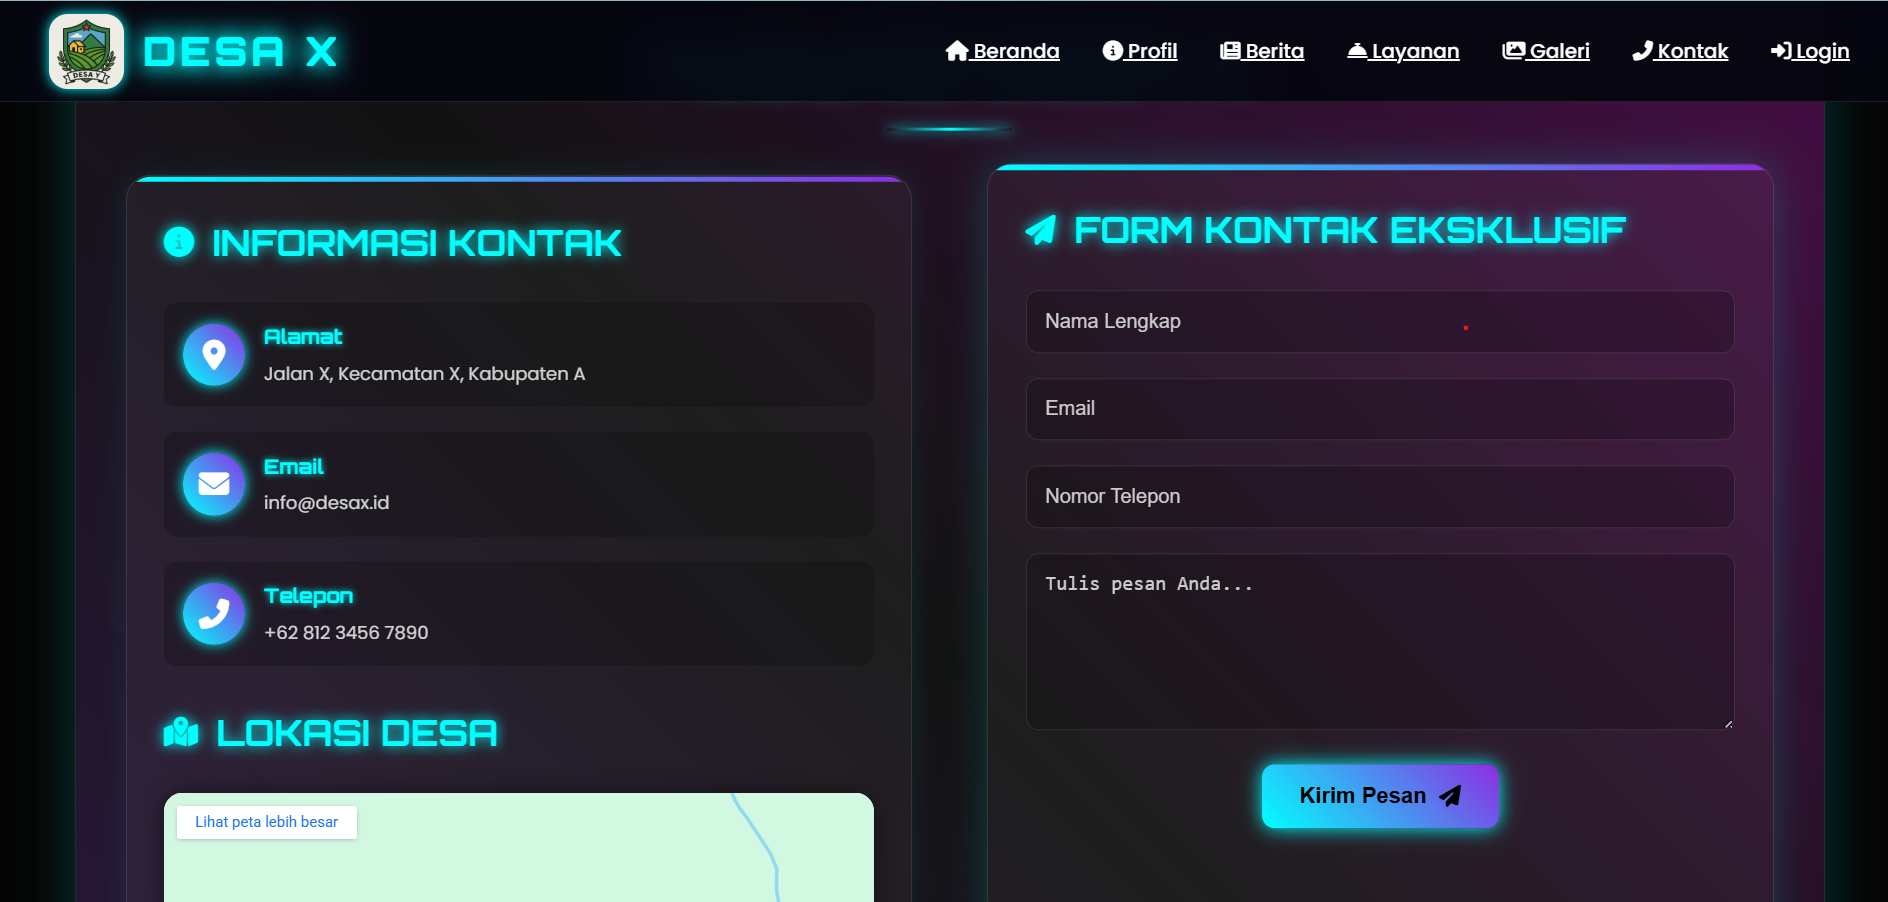 DESA Y
DESA X
Beranda
Profil
Berita
Layanan
Galeri
Kontak
Login
INFORMASI KONTAK
Alamat
Jalan X, Kecamatan X, Kabupaten A
Email
info@desax.id
Telepon
+62 812 3456 7890
LOKASI DESA
Lihat peta lebih besar
FORM KONTAK EKSKLUSIF
Nama Lengkap
Email
Nomor Telepon
Tulis pesan Anda...
Kirim Pesan